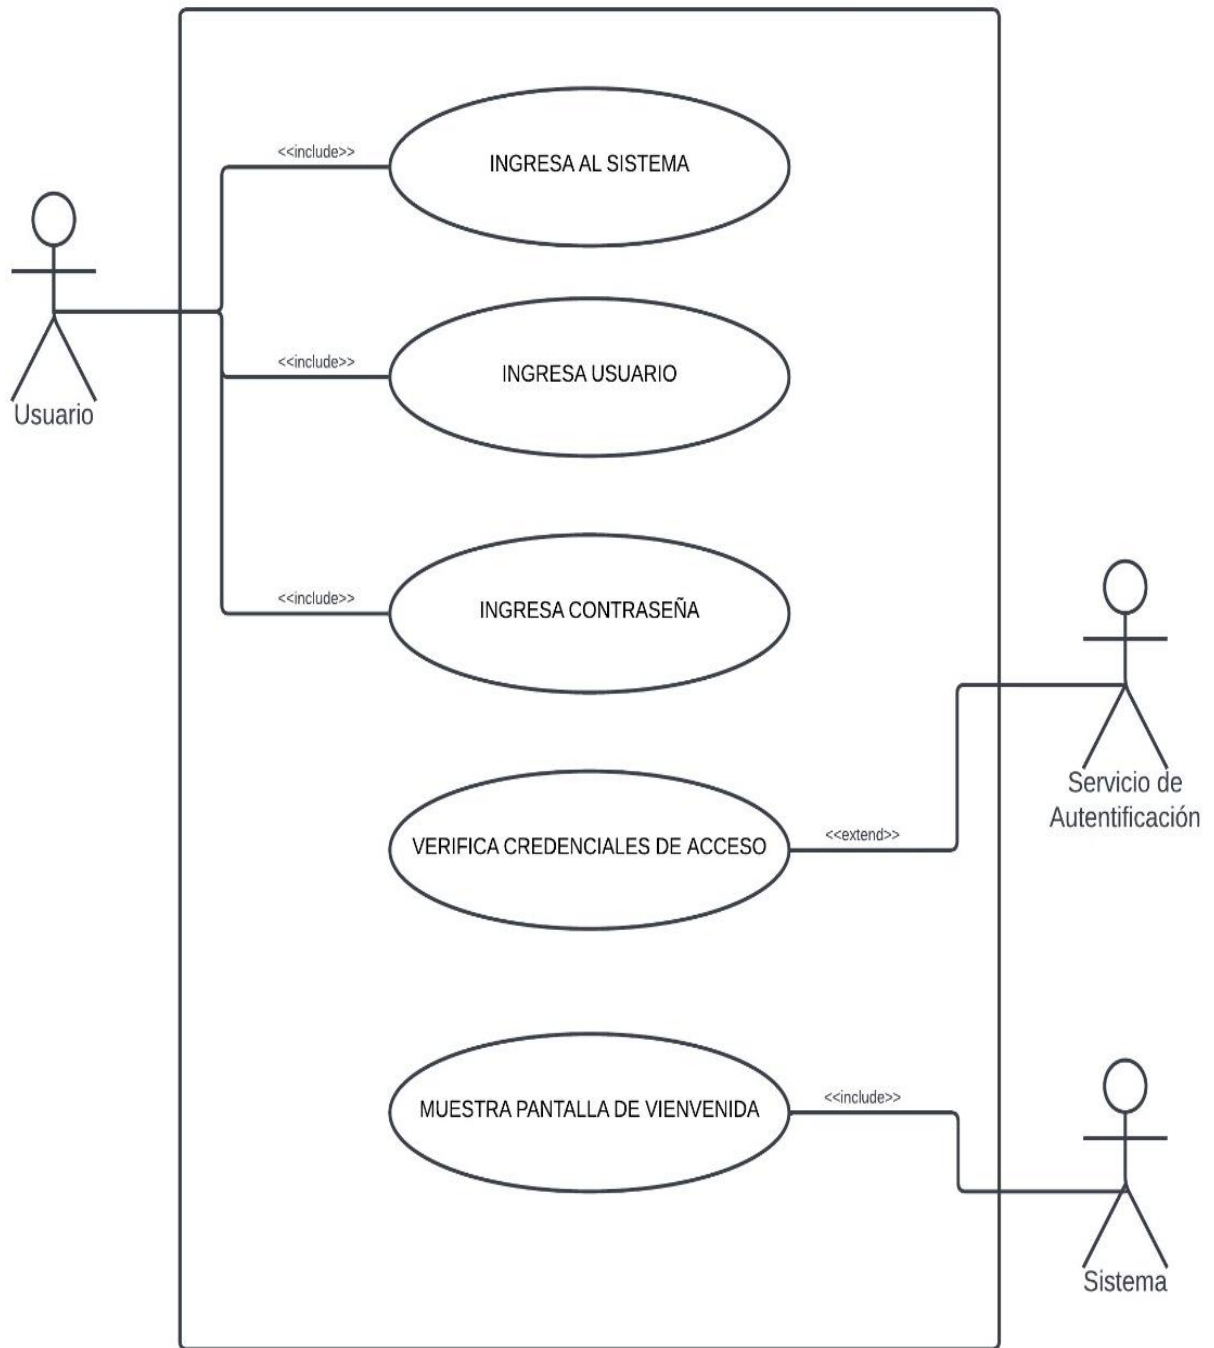 <<include>>
INGRESA AL SISTEMA
<<include>>
INGRESA USUARIO
Usuario
<<include>>
INGRESA CONTRASEÑA
Servicio de
Autentificación
<<extend>>
VERIFICA CREDENCIALES DE ACCESO
<<include>>
MUESTRA PANTALLA DE VIENVENIDA
Sistema